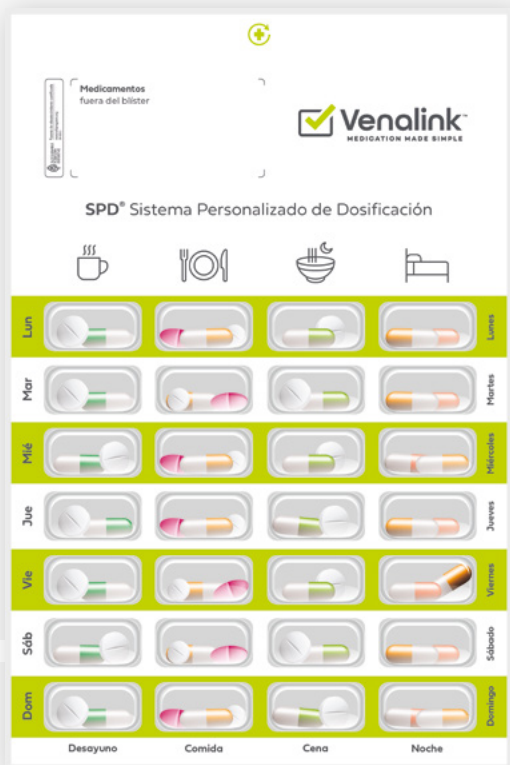 Medicamentos
fuera del blíster
Venalink™
MEDICATION MADE SIMPLE
SPD® Sistema Personalizado de Dosificación
Lun
Lunes
Mar
Martes
Mié
Miércoles
Jue
Jueves
Vie
Viernes
Sáb
Sábado
Dom
Domingo
Desayuno
Comida
Cena
Noche